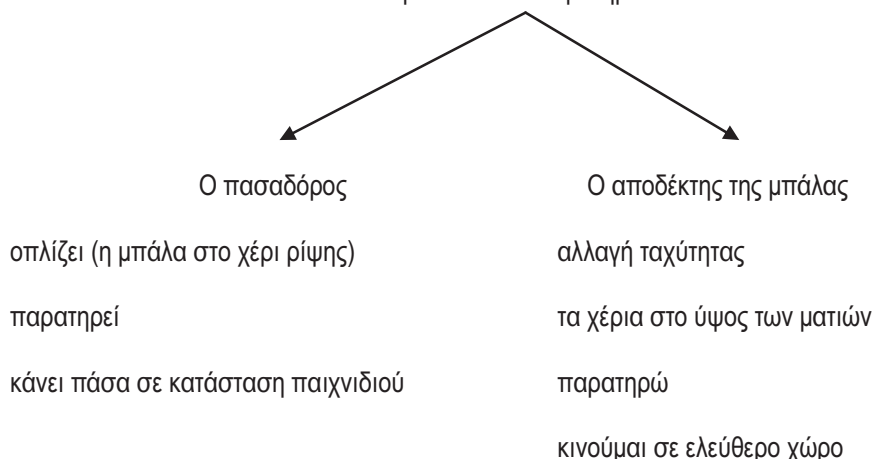 Ο πασαδόρος
οπλίζει (η μπάλα στο χέρι ρίψης)
παρατηρεί
κάνει πάσα σε κατάσταση παιχνιδιού
Ο αποδέκτης της μπάλας
αλλαγή ταχύτητας
τα χέρια στο ύψος των ματιών
παρατηρώ
κινούμαι σε ελεύθερο χώρο